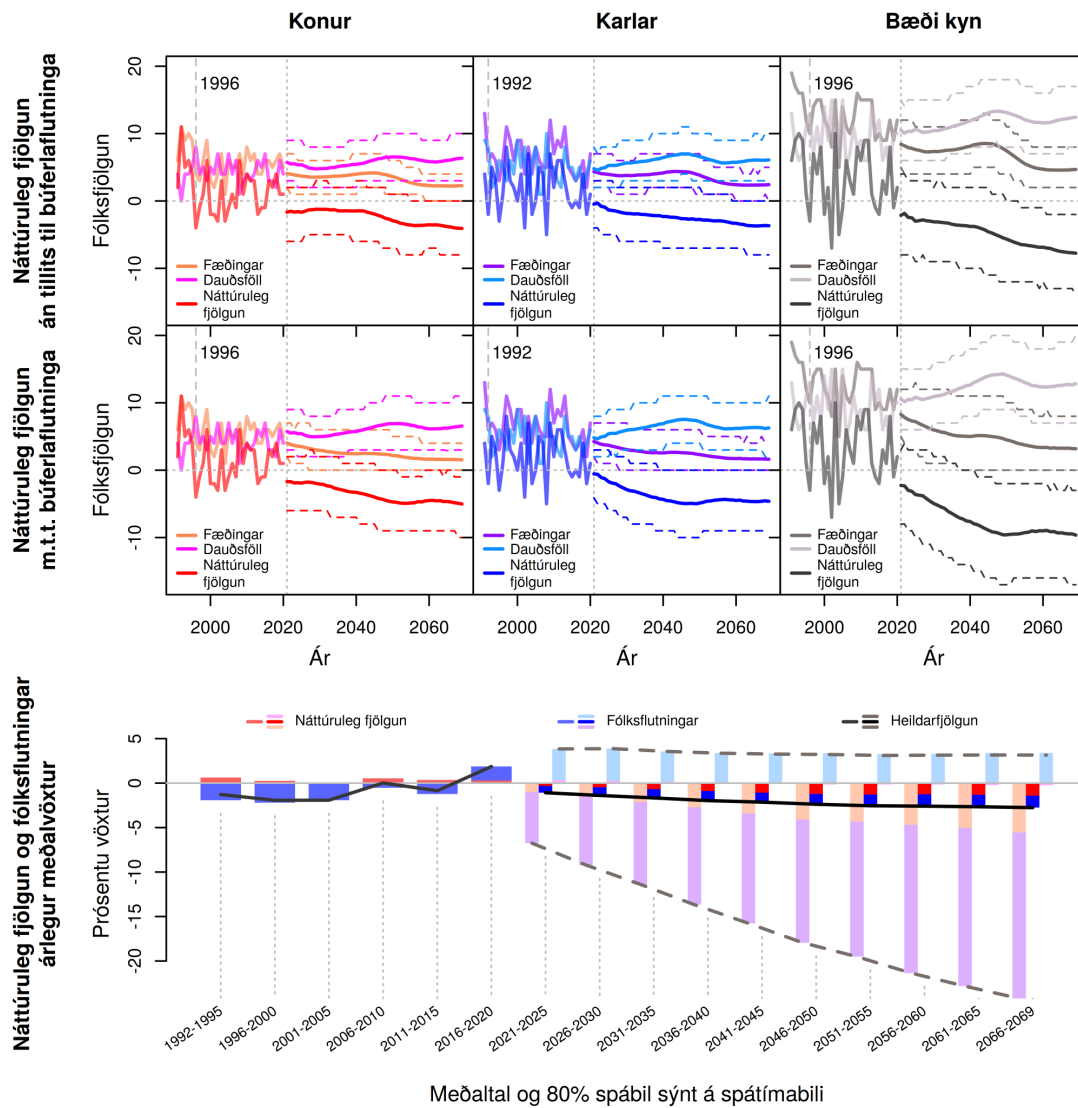 Konur
Karlar
Bæði kyn
Náttúruleg fjölgun
án tillits til búferlaflutninga
Fólksfjölgun
20
10
0
-10
1996
Fæðingar
Dauðsföll
Náttúruleg
fjölgun
1992
Fæðingar
Dauðsföll
Náttúruleg
fjölgun
1996
Fæðingar
Dauðsföll
Náttúruleg
fjölgun
Náttúruleg fjölgun
m.t.t. búferlaflutninga
Fólksfjölgun
20
10
0
-10
1996
Fæðingar
Dauðsföll
Náttúruleg
fjölgun
1992
Fæðingar
Dauðsföll
Náttúruleg
fjölgun
1996
Fæðingar
Dauðsföll
Náttúruleg
fjölgun
2000 2020 2040 2060
2000 2020 2040 2060
2000 2020 2040 2060
Ár
Ár
Ár
Náttúruleg fjölgun og fólksflutningar
árlegur meðalvöxtur
Prósentu vöxtur
Náttúruleg fjölgun
Fólksflutningar
Heildarfjölgun
5
0
-5
-10
-15
-20
1992-1995
1996-2000
2001-2005
2006-2010
2011-2015
2016-2020
2021-2025
2026-2030
2031-2035
2036-2040
2041-2045
2046-2050
2051-2055
2056-2060
2061-2065
2066-2069
Meðaltal og 80% spábil sýnt á spátímabili